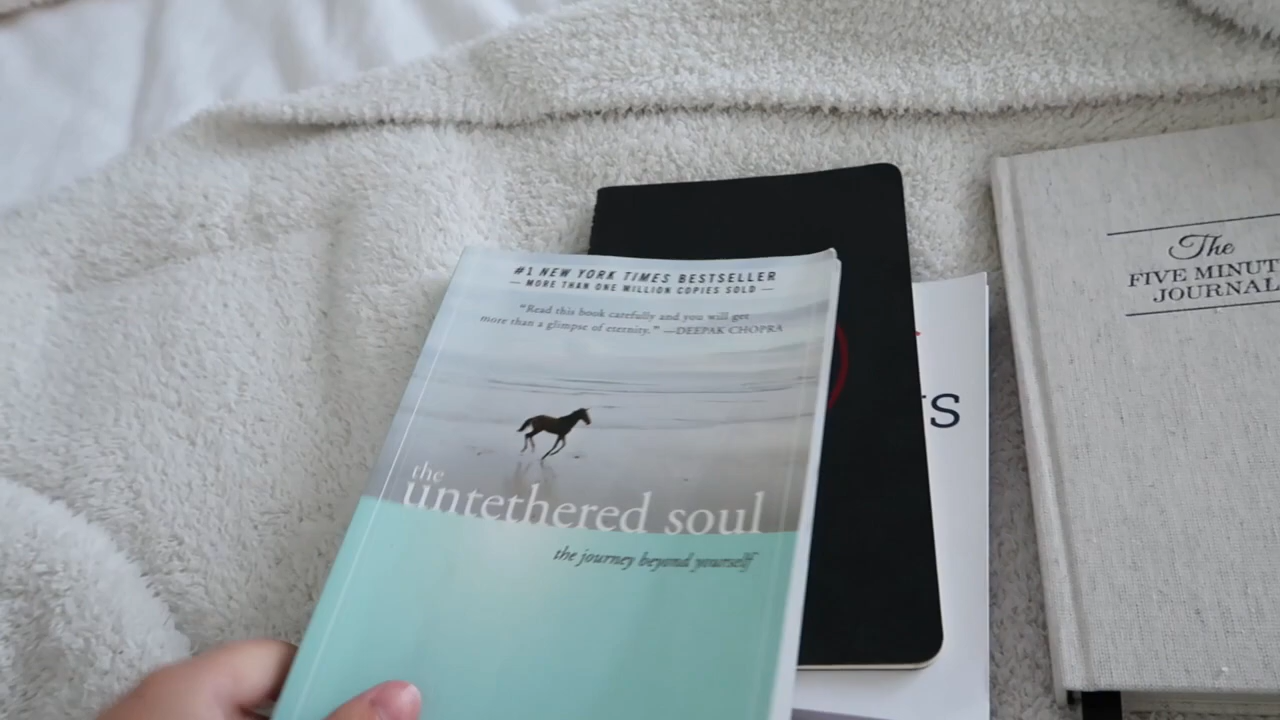 #1 NEW YORK TIMES BESTSELLER
— MORE THAN ONE MILLION COPIES SOLD —
“Read this book carefully and you will get
more than a glimpse of eternity.” —DEEPAK CHOPRA
the
untethered soul
the journey beyond yourself
The
FIVE MINUT
JOURNAL